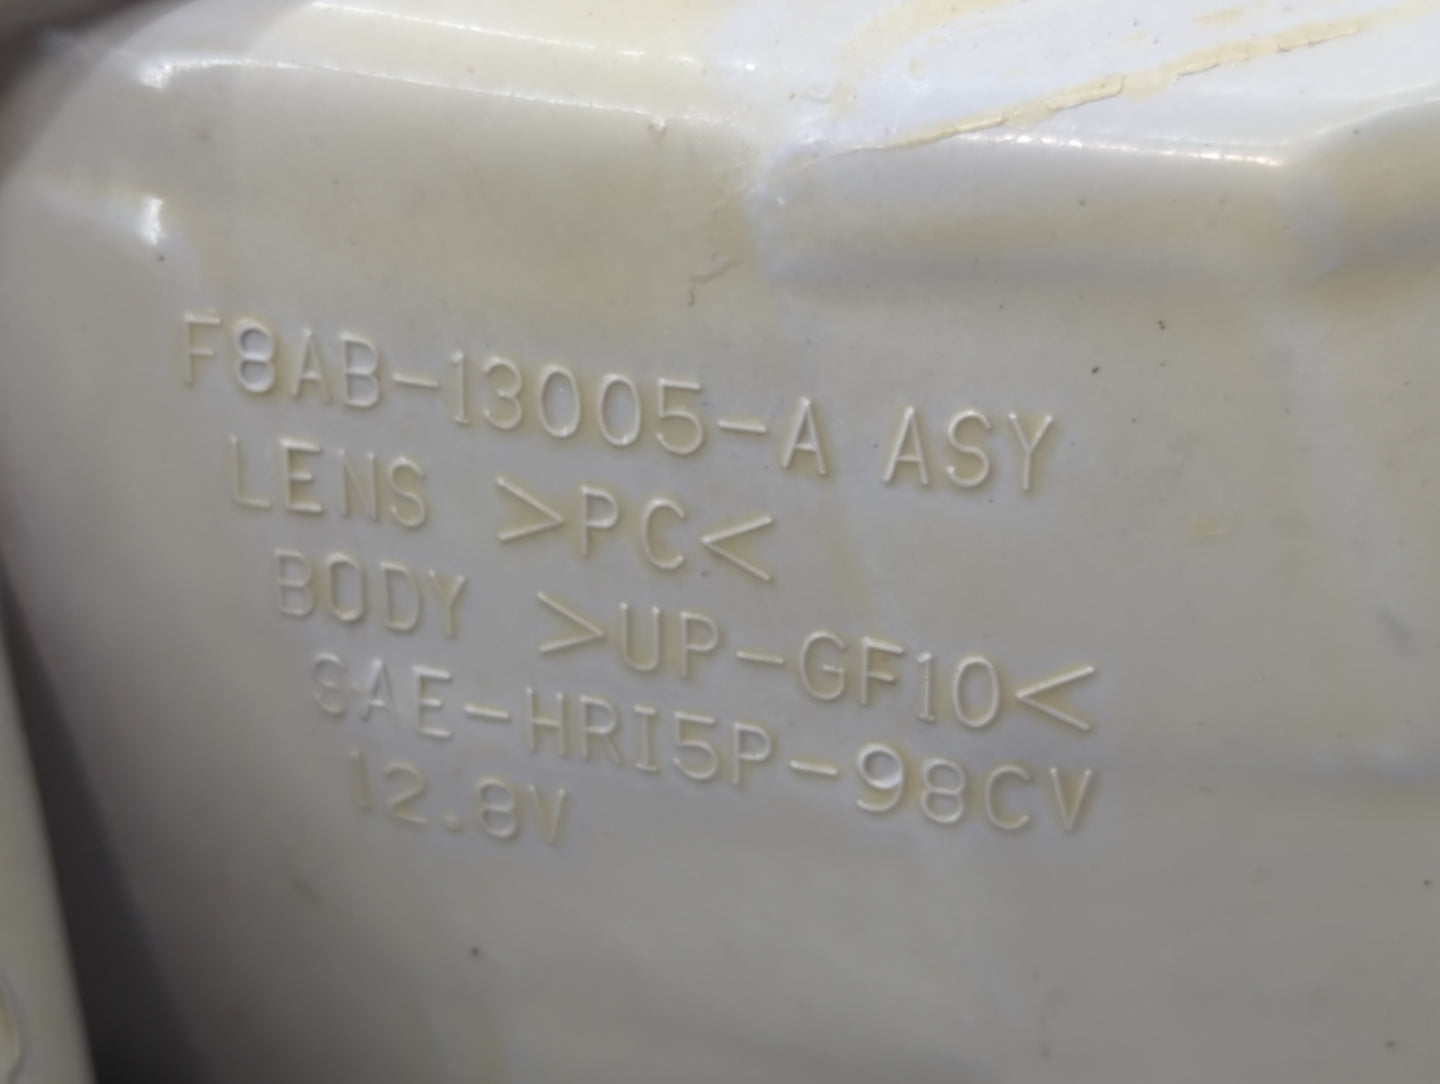 F8AB-13005-A ASY
LENS >PC<
BODY >UP-GF10<
SAE-HRI5P-98CV
12.8V